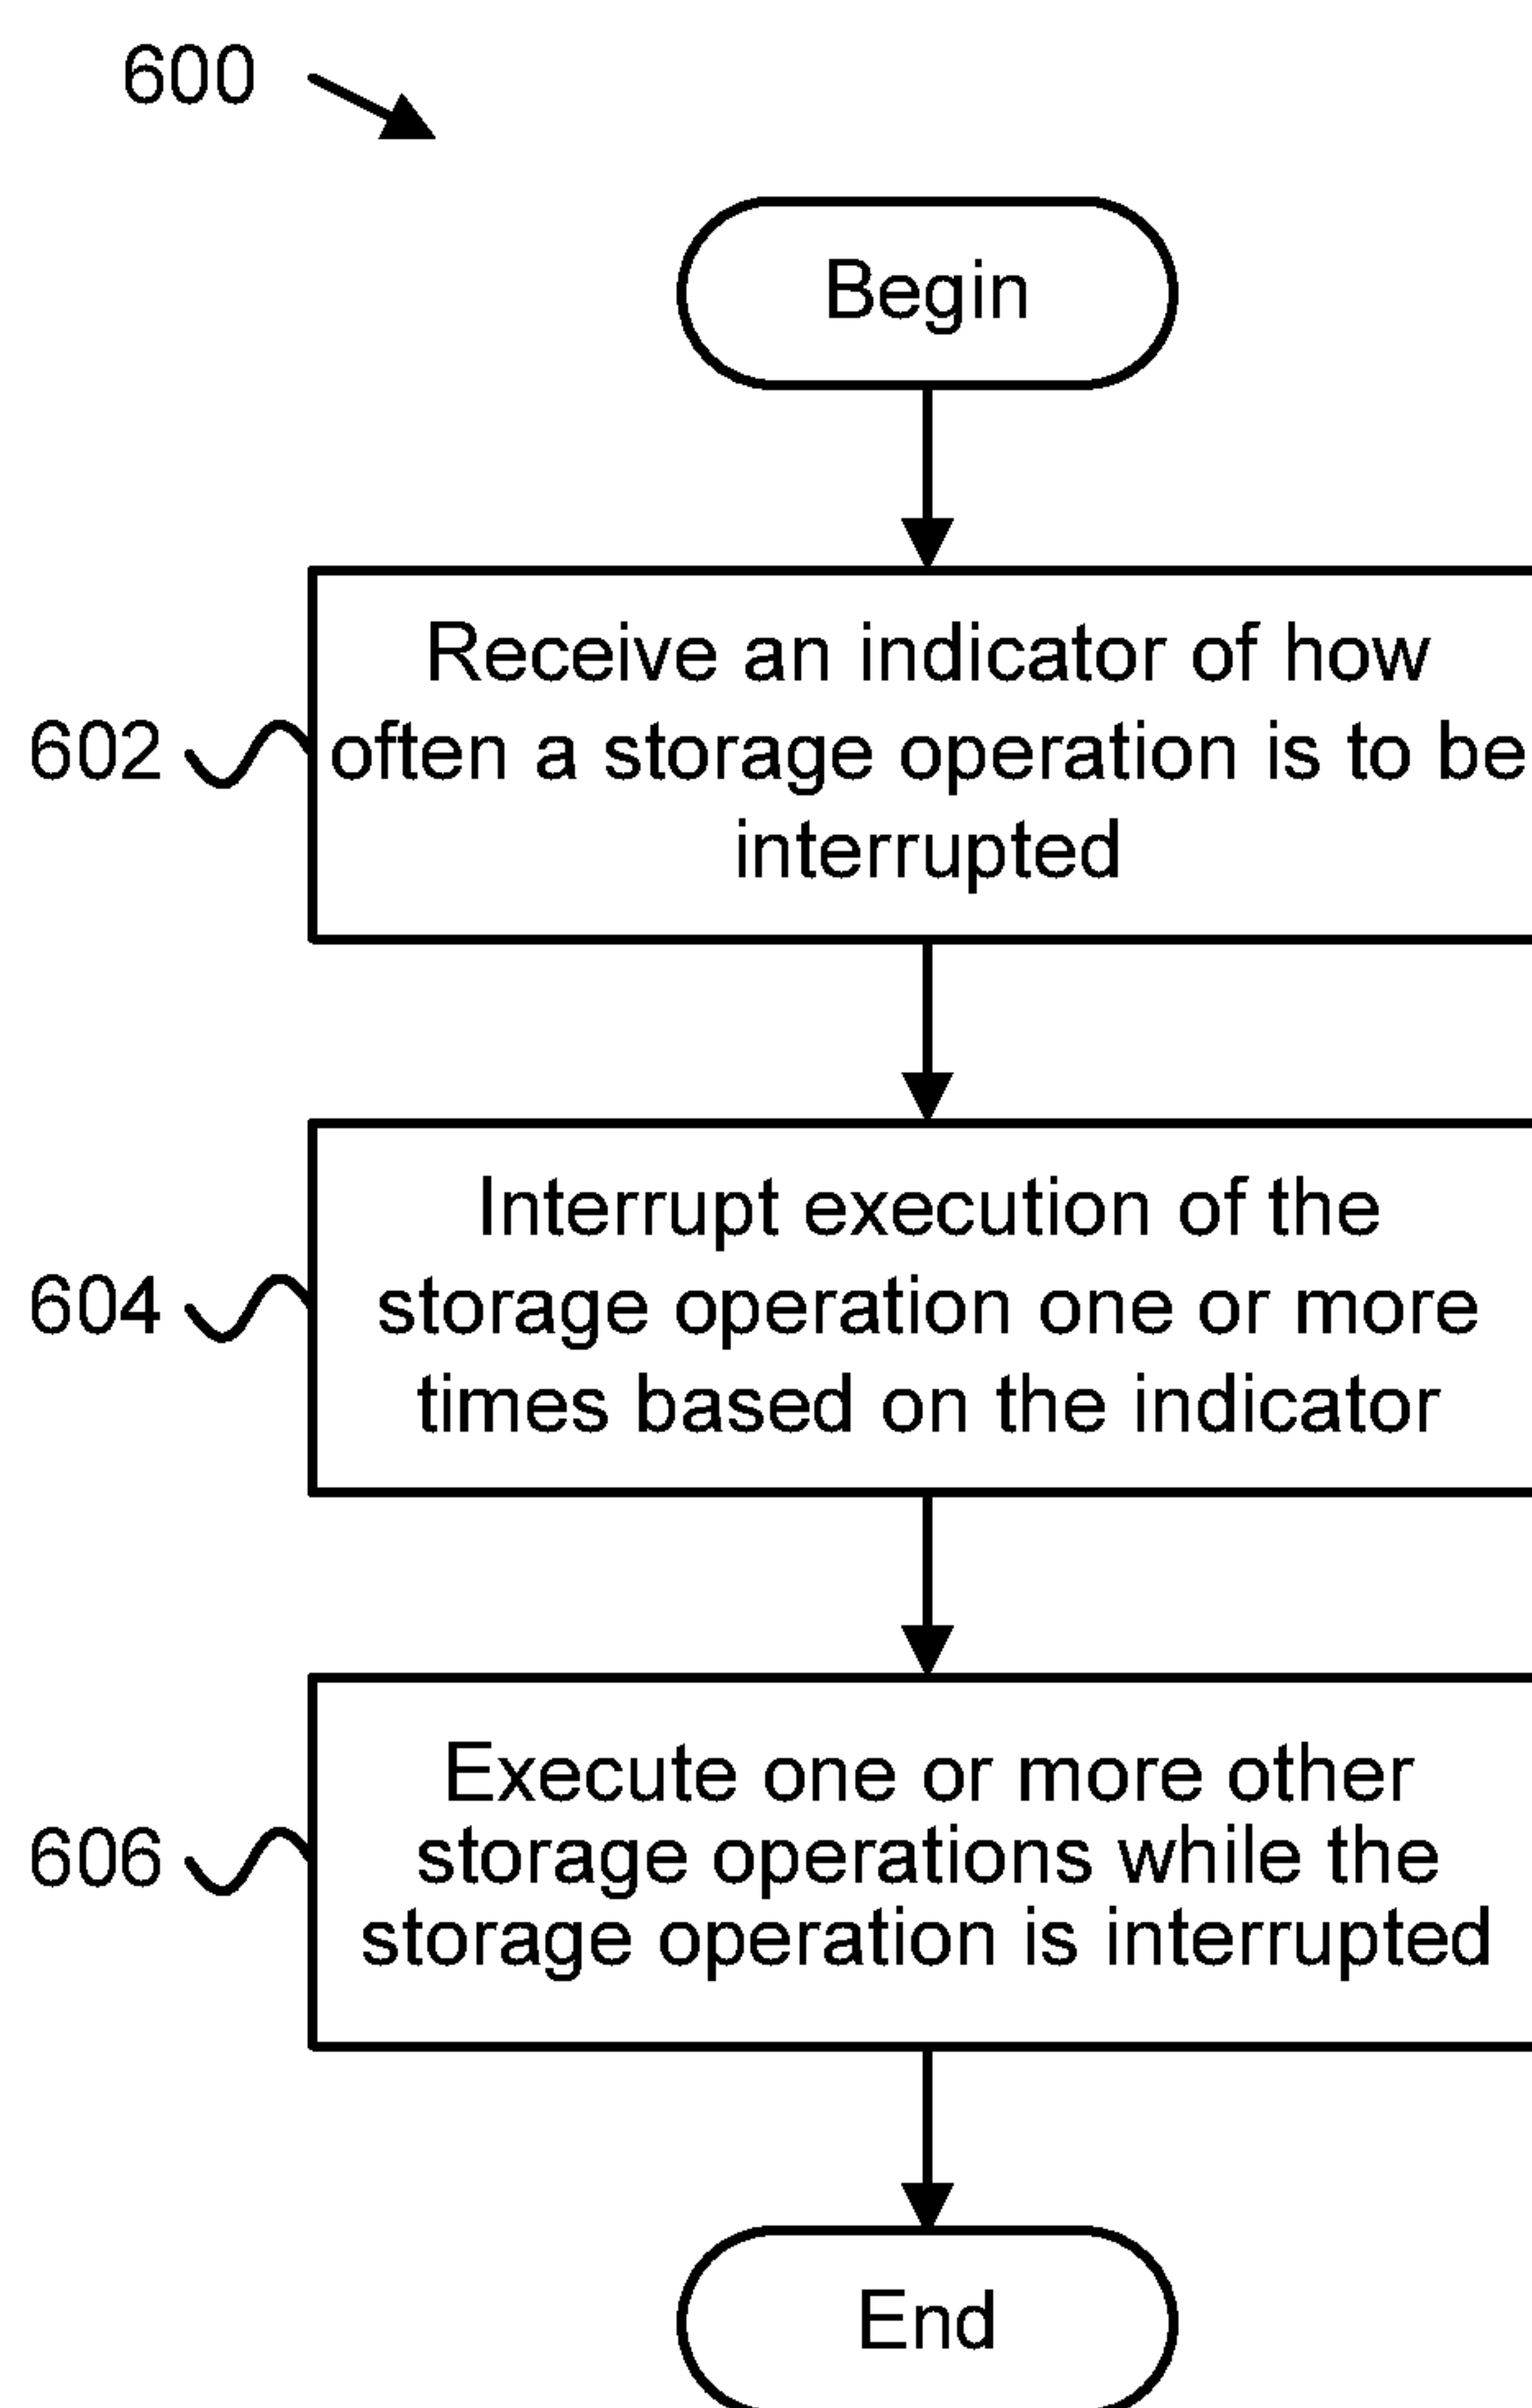 600
Begin
Receive an indicator of how
often a storage operation is to be
interrupted
602
Interrupt execution of the
storage operation one or more
times based on the indicator
604
Execute one or more other
storage operations while the
storage operation is interrupted
606
End